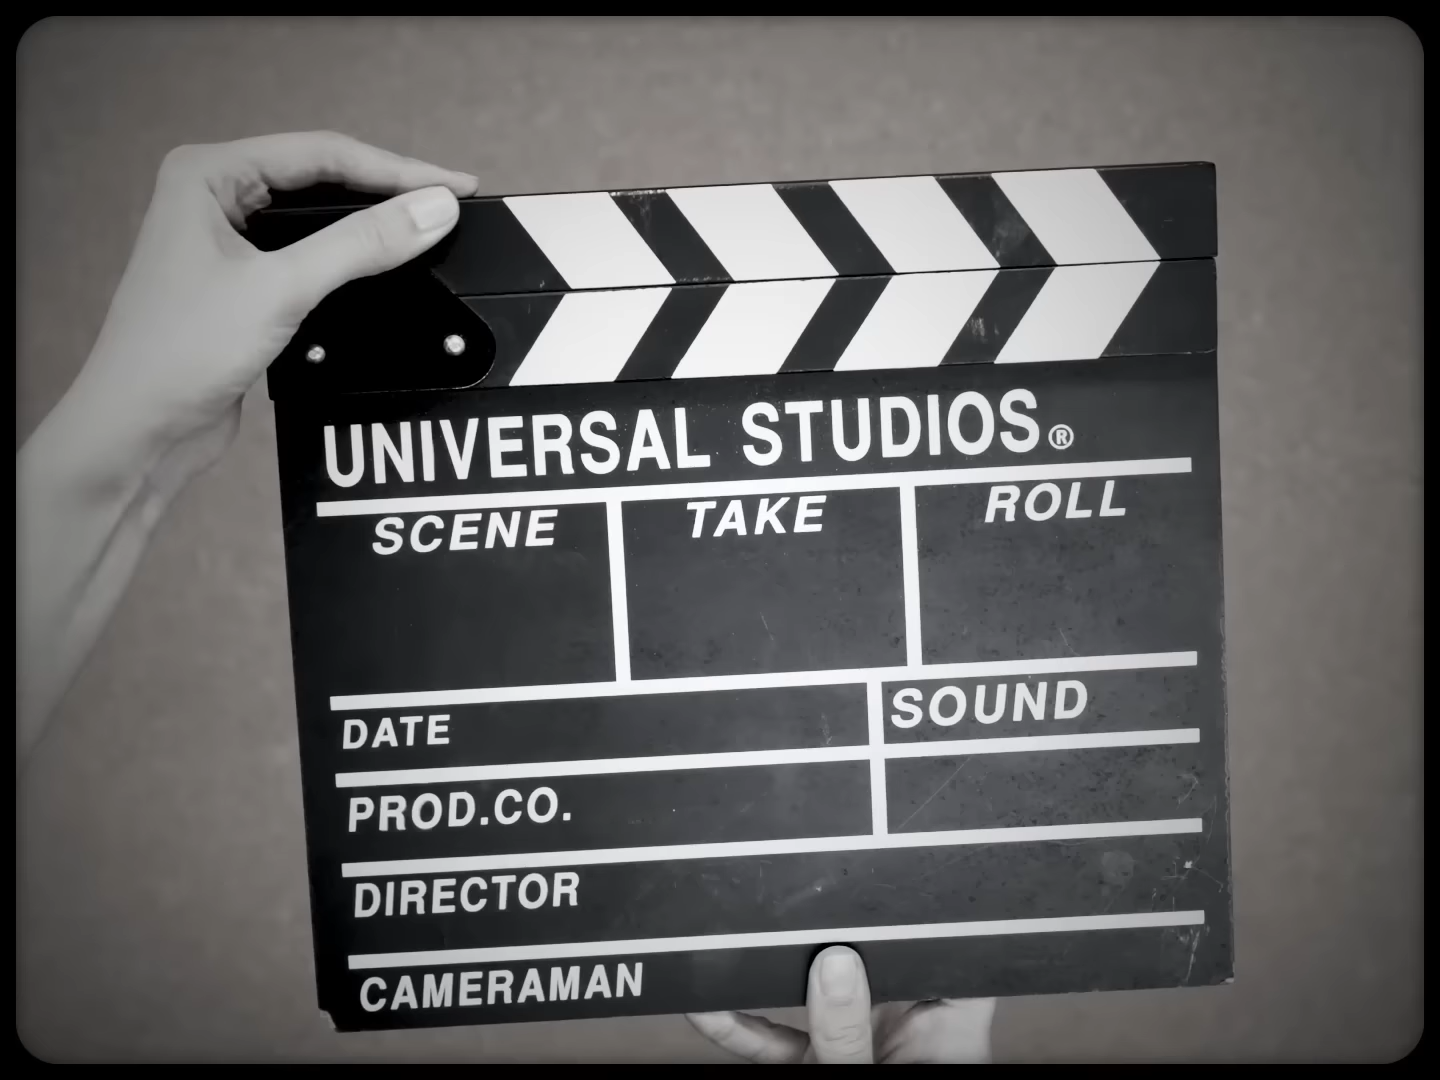 UNIVERSAL STUDIOS®
SCENE TAKE ROLL
DATE SOUND
PROD.CO.
DIRECTOR
CAMERAMAN